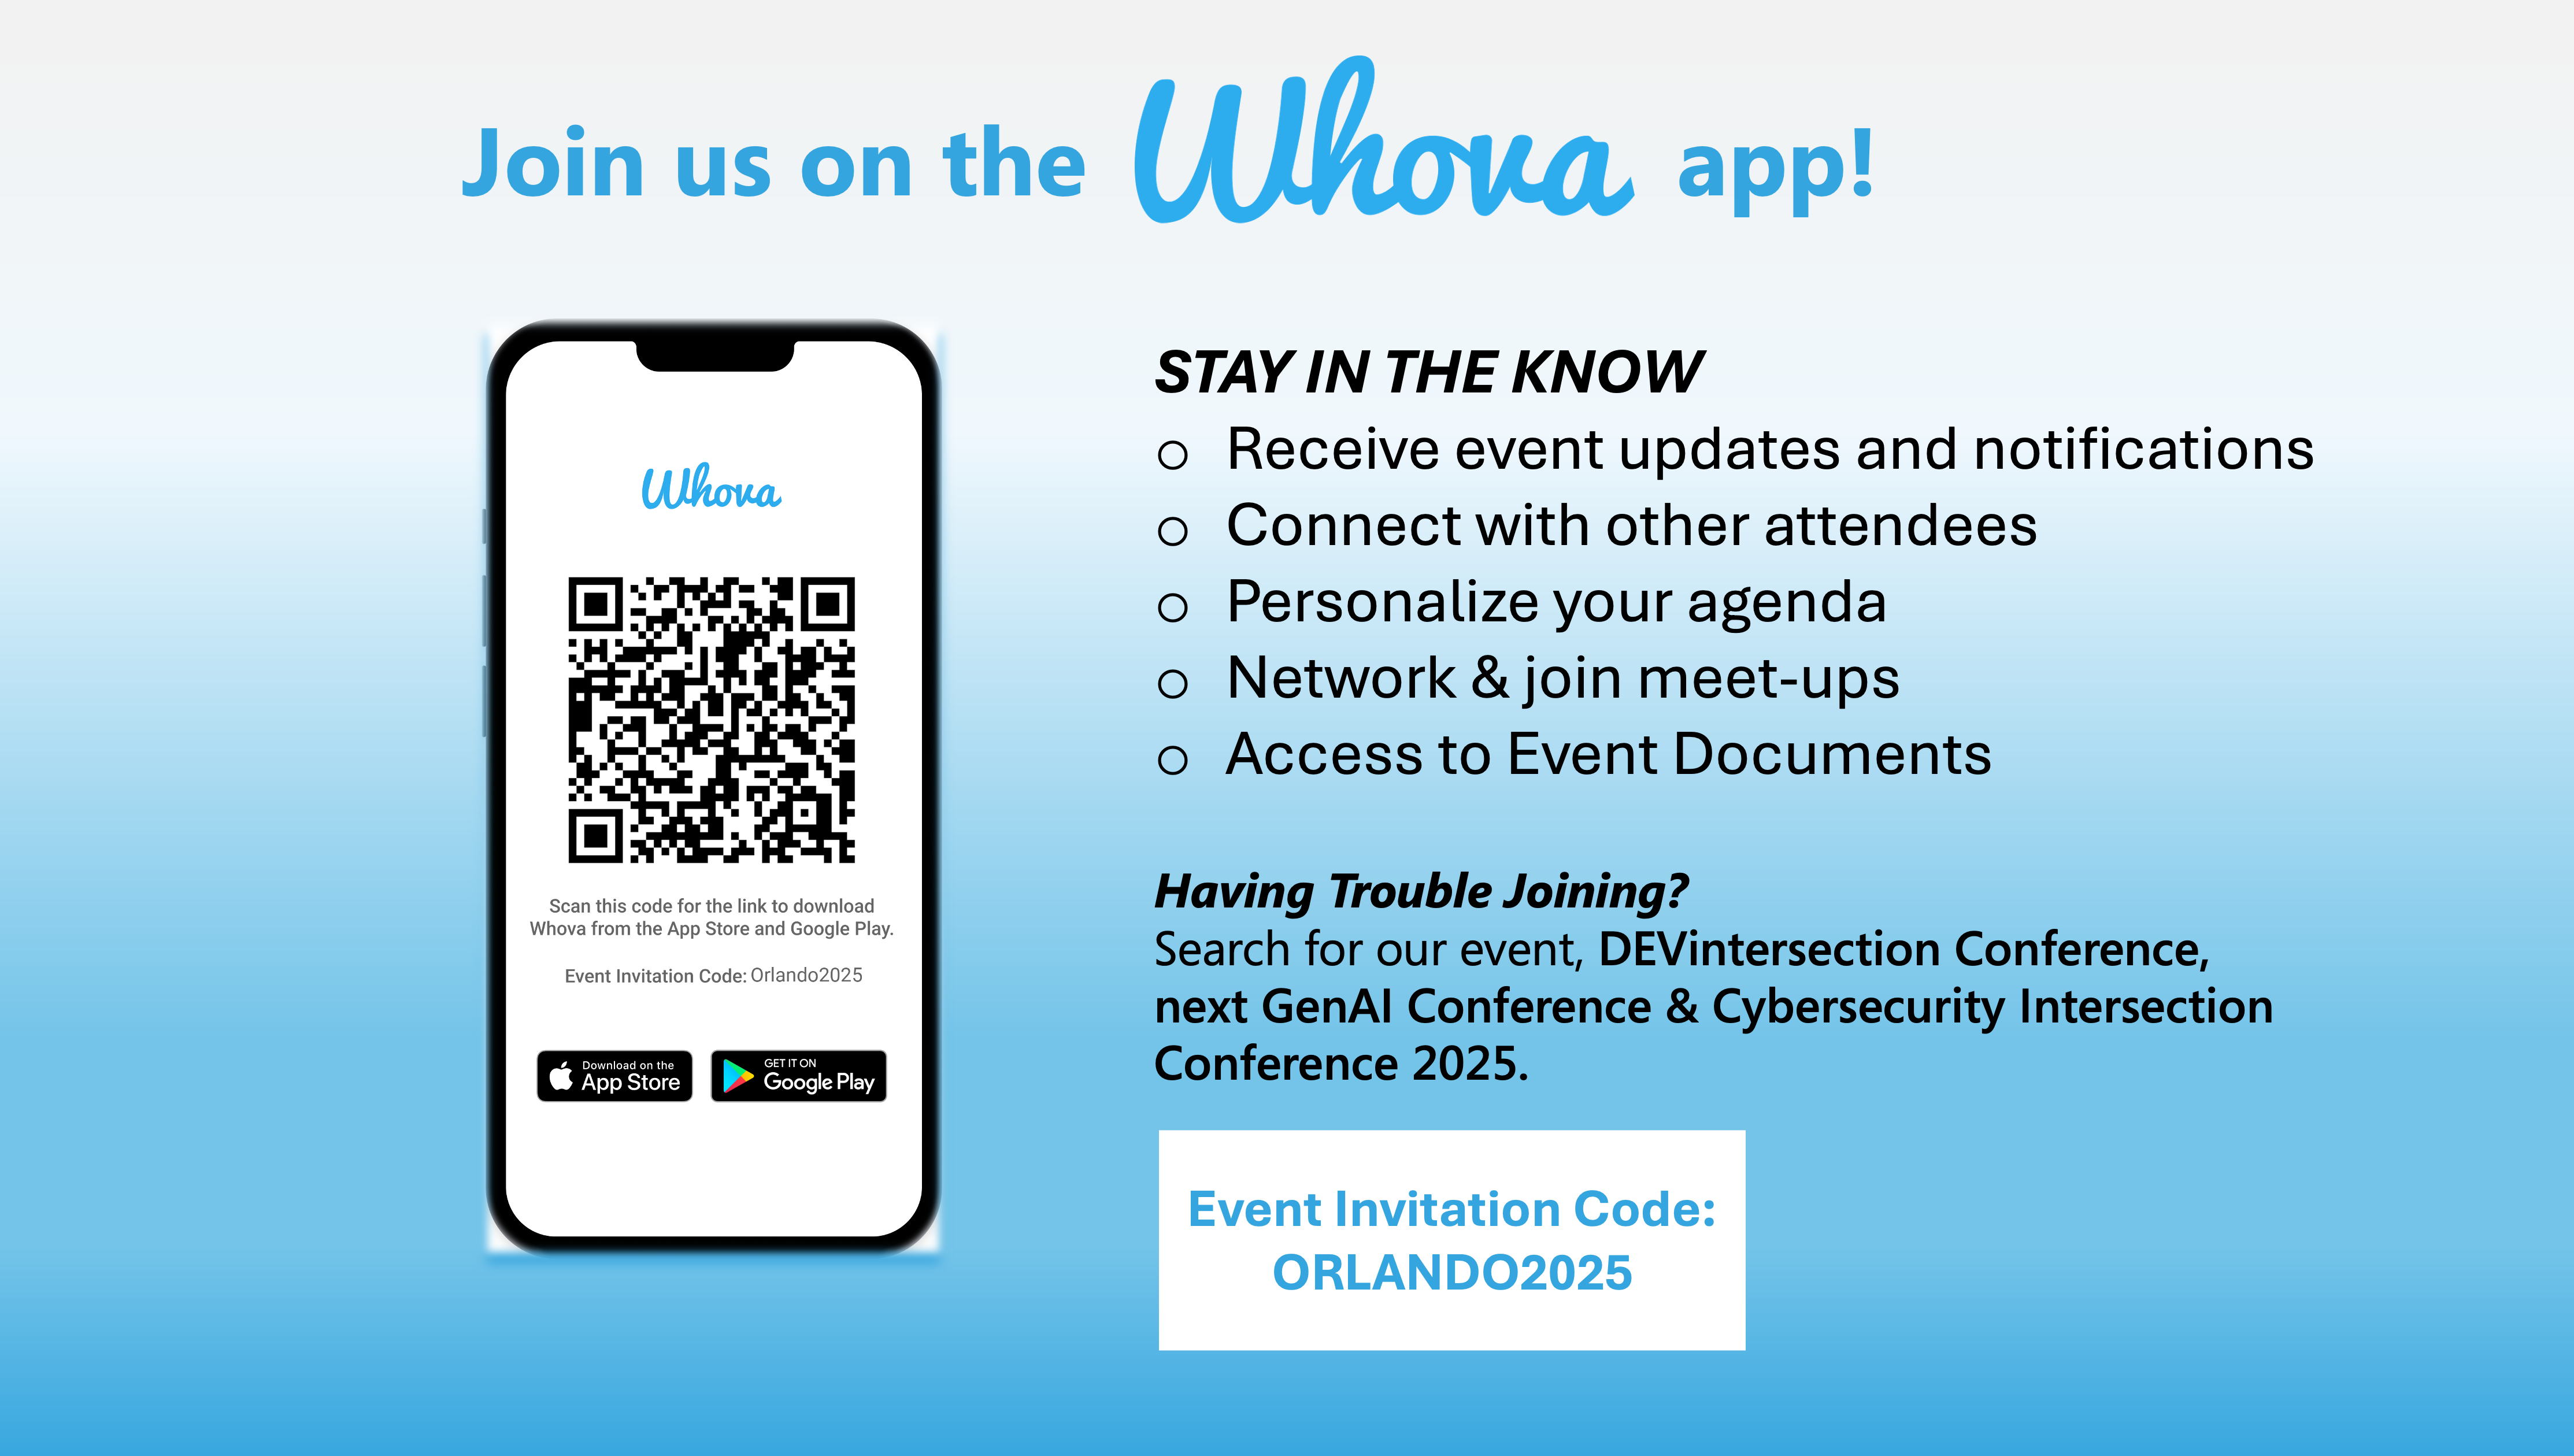 Join us on the Whova app!
Whova
Scan this code for the link to download
Whova from the App Store and Google Play.
Event Invitation Code: Orlando2025
Download on the
App Store
GET IT ON
Google Play
STAY IN THE KNOW
o Receive event updates and notifications
o Connect with other attendees
o Personalize your agenda
o Network & join meet-ups
o Access to Event Documents
Having Trouble Joining?
Search for our event, DEVintersection Conference,
next GenAI Conference & Cybersecurity Intersection
Conference 2025.
Event Invitation Code:
ORLANDO2025